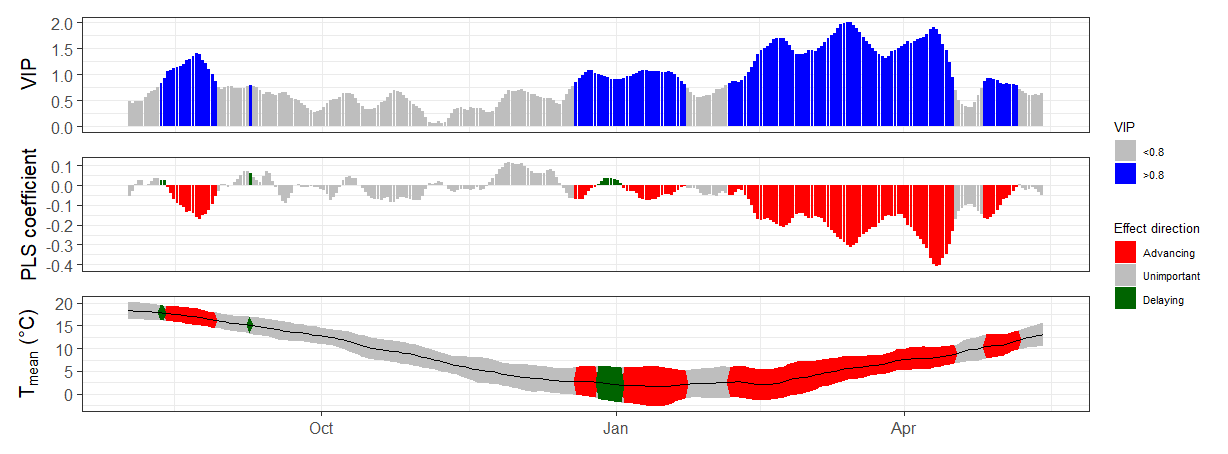 VIP
2.0
1.5
1.0
0.5
0.0
PLS coefficient
0.1
0.0
-0.1
-0.2
-0.3
-0.4
Tmean (°C)
20
15
10
5
0
Oct Jan Apr
VIP
<0.8
>0.8
Effect direction
Advancing
Unimportant
Delaying